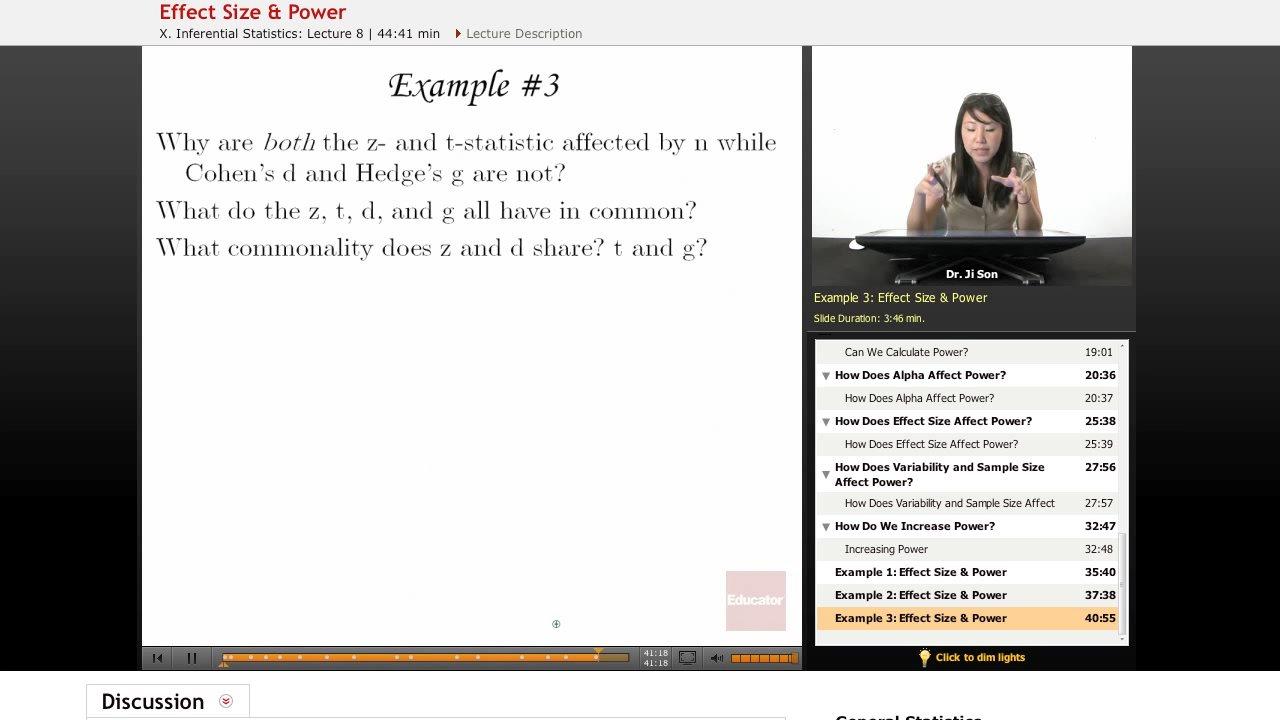 Effect Size & Power
X. Inferential Statistics: Lecture 8 | 44:41 min
Lecture Description
Example #3
Why are both the z- and t-statistic affected by n while
Cohen's d and Hedge's g are not?
What do the z, t, d, and g all have in common?
What commonality does z and d share? t and g?
Educator
41:18
41:18
Dr. Ji Son
Example 3: Effect Size & Power
Slide Duration: 3:46 min.
Can We Calculate Power? 19:01
How Does Alpha Affect Power? 20:36
How Does Alpha Affect Power? 20:37
How Does Effect Size Affect Power? 25:38
How Does Effect Size Affect Power? 25:39
How Does Variability and Sample Size 27:56
Affect Power?
How Does Variability and Sample Size Affect 27:57
How Do We Increase Power? 32:47
Increasing Power 32:48
Example 1: Effect Size & Power 35:40
Example 2: Effect Size & Power 37:38
Example 3: Effect Size & Power 40:55
Click to dim lights
Discussion
General Statistics